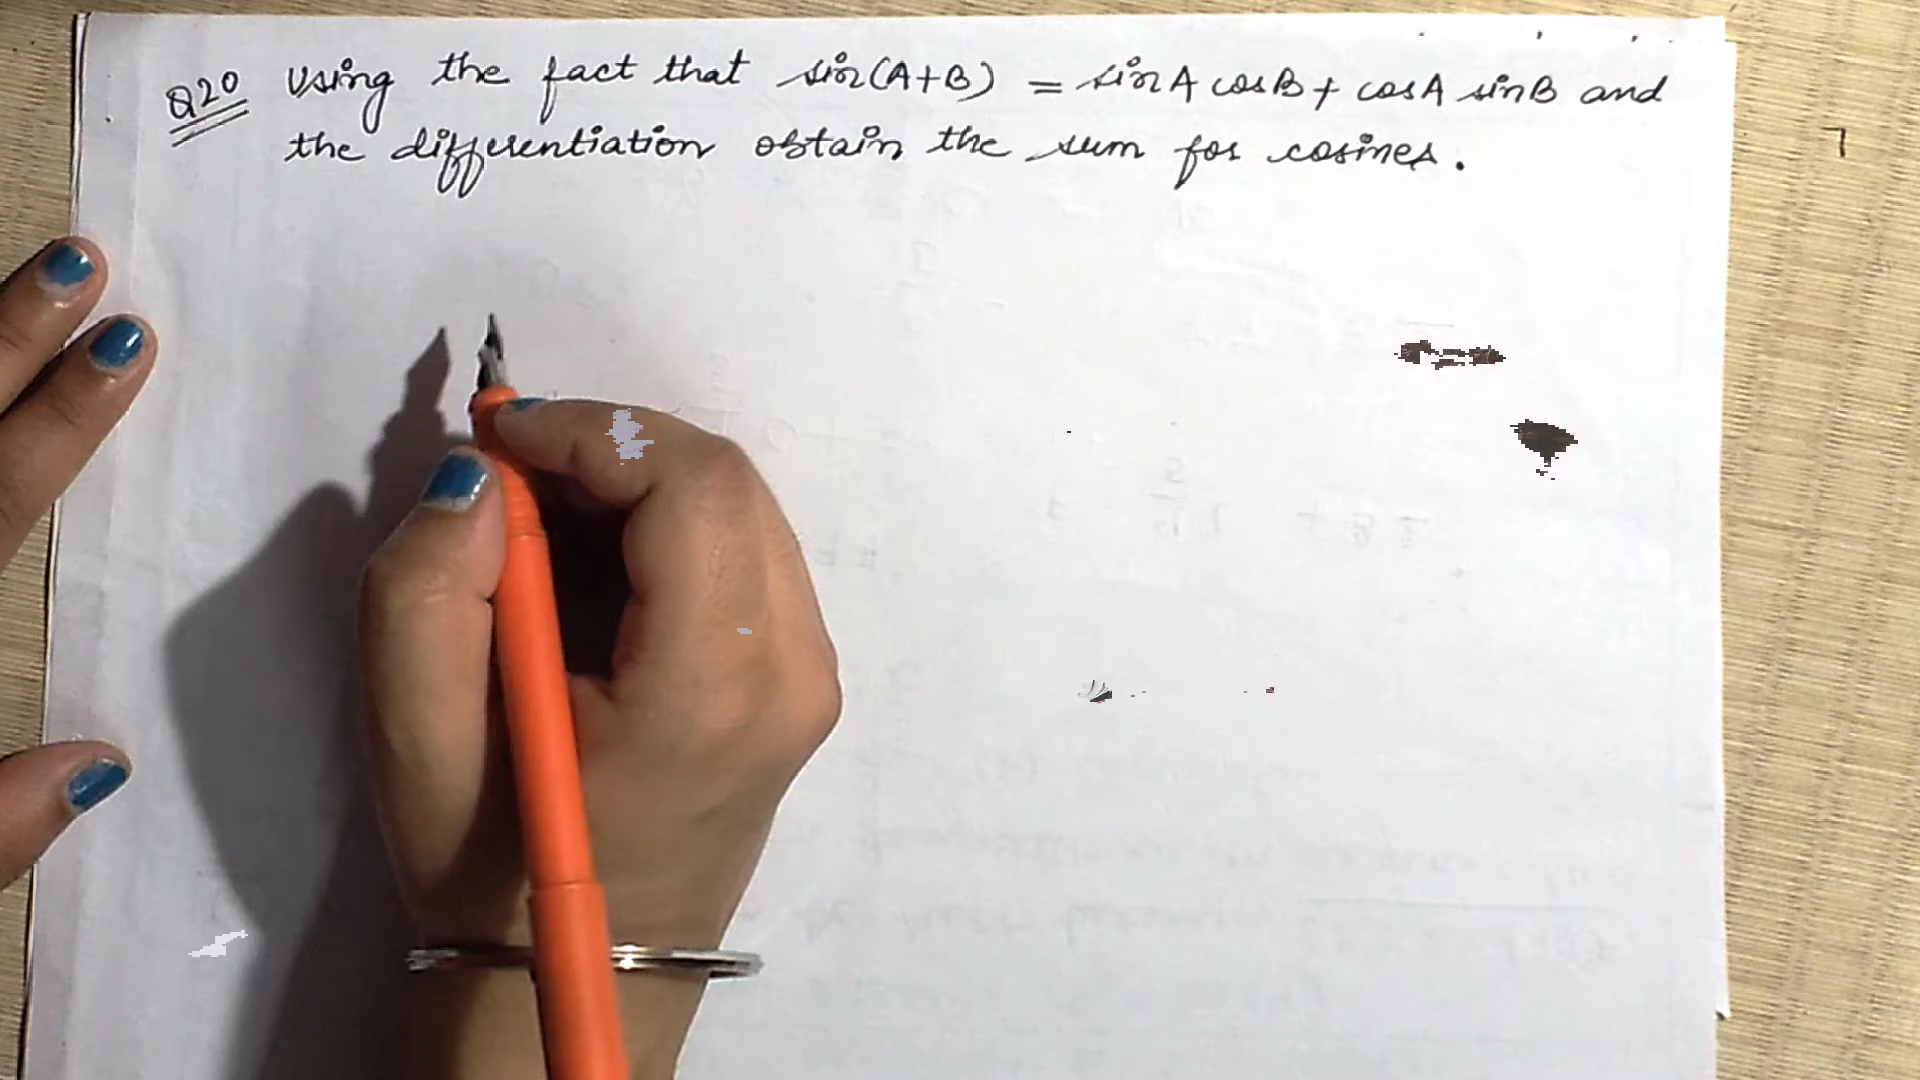 Q20 Using the fact that sin(A+B) = sinA cosB + cosA sinB and
the differentiation obtain the sum for cosines.